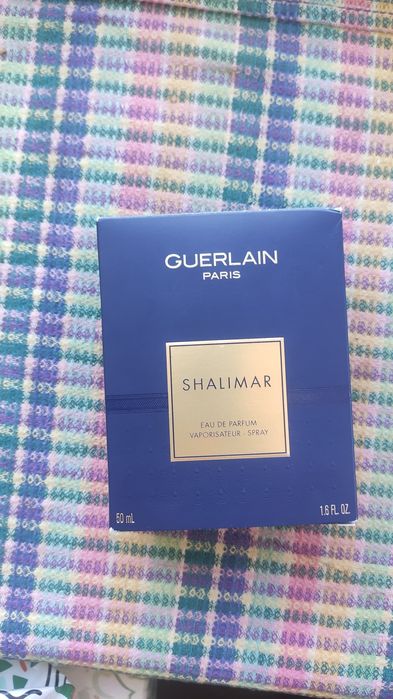 GUERLAIN
PARIS
SHALIMAR
EAU DE PARFUM
VAPORISATEUR - SPRAY
50 mL 1.6 FL. OZ.